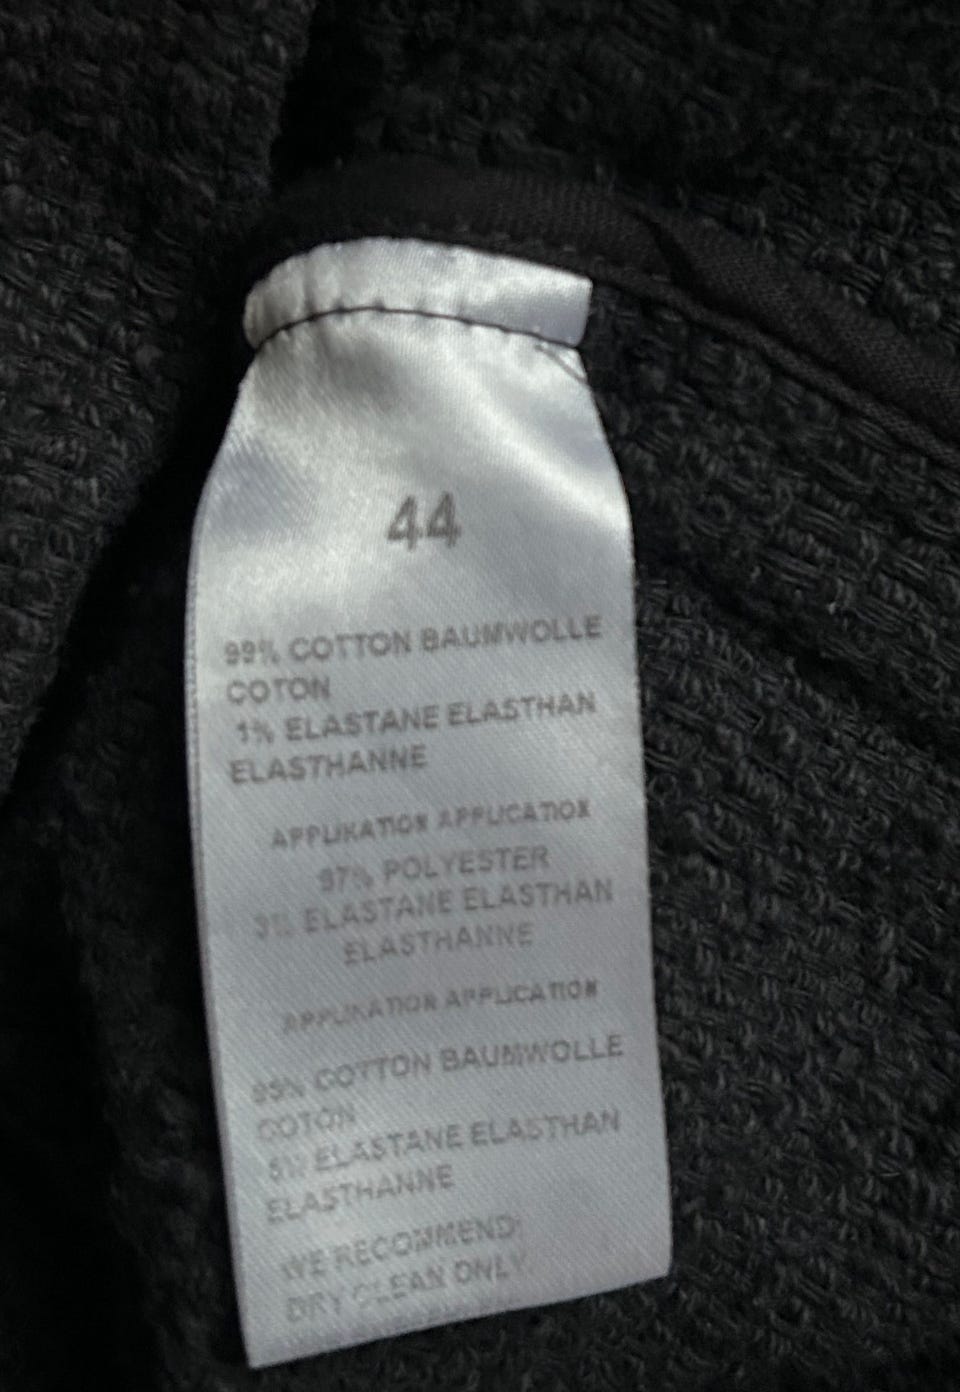 44
99% COTTON BAUMWOLLE
COTON
1% ELASTANE ELASTHAN
ELASTHANNE
APPLIKATION APPLICATION
97% POLYESTER
3% ELASTANE ELASTHAN
ELASTHANNE
APPLIKATION APPLICATION
95% COTTON BAUMWOLLE
COTON
5% ELASTANE ELASTHAN
ELASTHANNE
WE RECOMMEND:
DRY CLEAN ONLY